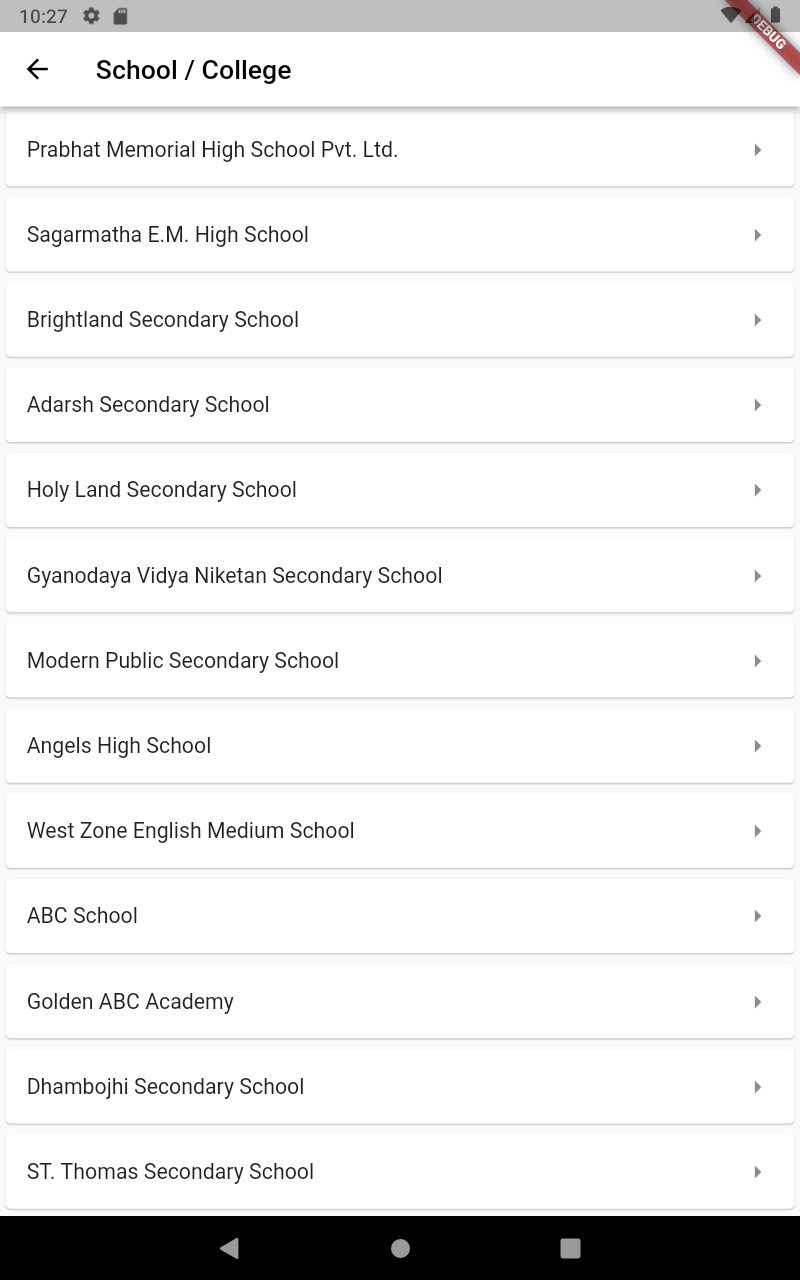 10:27
DEBUG
School / College
Prabhat Memorial High School Pvt. Ltd.
Sagarmatha E.M. High School
Brightland Secondary School
Adarsh Secondary School
Holy Land Secondary School
Gyanodaya Vidya Niketan Secondary School
Modern Public Secondary School
Angels High School
West Zone English Medium School
ABC School
Golden ABC Academy
Dhambojhi Secondary School
ST. Thomas Secondary School